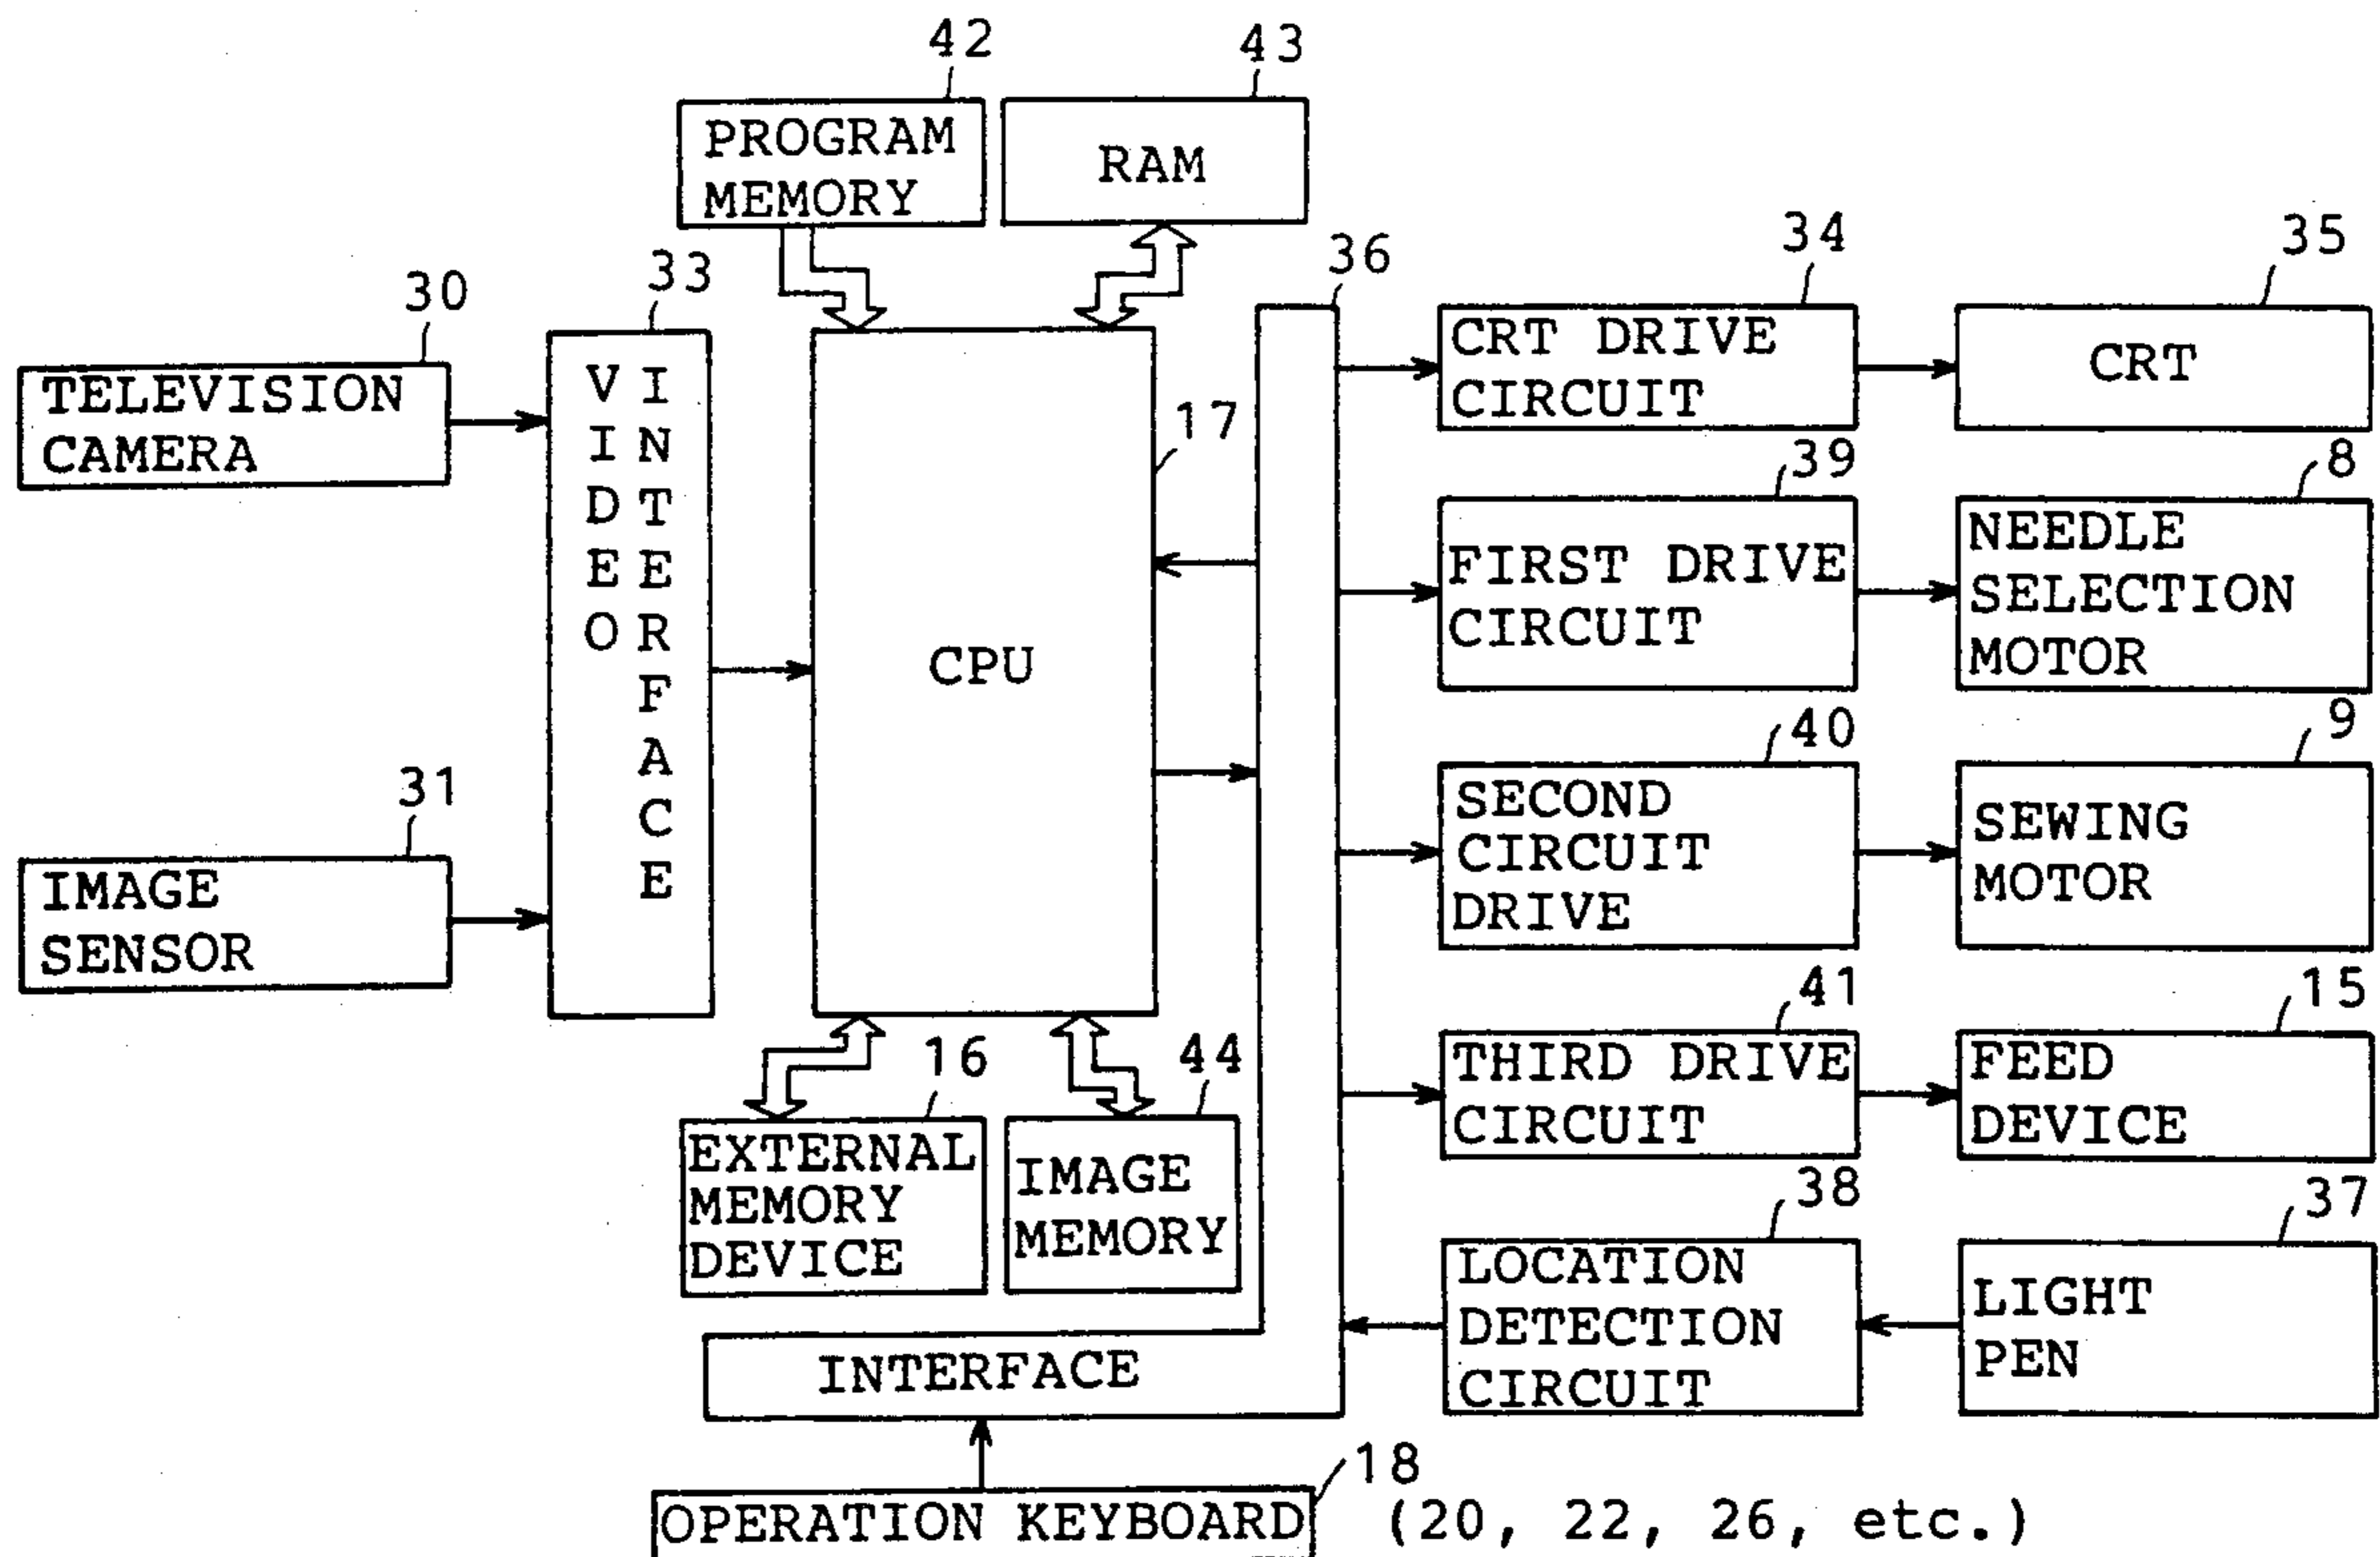 42
43
PROGRAM
MEMORY
RAM
36
34
35
33
30
CRT DRIVE
CIRCUIT
CRT
TELEVISION
CAMERA
VIDEO
INTERFACE
17
39
8
FIRST DRIVE
CIRCUIT
NEEDLE
SELECTION
MOTOR
CPU
40
9
SECOND
CIRCUIT
DRIVE
SEWING
MOTOR
31
IMAGE
SENSOR
41
15
THIRD DRIVE
CIRCUIT
FEED
DEVICE
16
44
EXTERNAL
MEMORY
DEVICE
IMAGE
MEMORY
38
37
LOCATION
DETECTION
CIRCUIT
LIGHT
PEN
INTERFACE
18
OPERATION KEYBOARD (20, 22, 26, etc.)